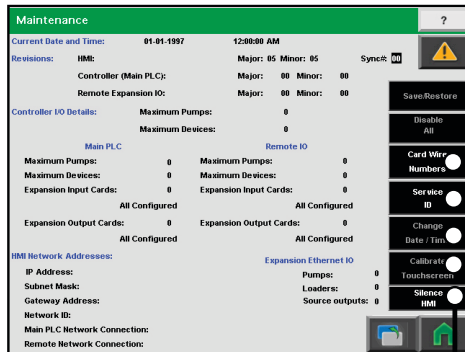 Maintenance ?
Current Date and Time: 01-01-1997 12:00:00 AM
Revisions: HMI: Major: 05 Minor: 05 Sync#: 00
Controller (Main PLC): Major: 00 Minor: 00
Remote Expansion IO: Major: 00 Minor: 00
Save/Restore
Controller I/O Details: Maximum Pumps: 0
Maximum Devices: 0
Disable
All
Main PLC Remote IO
Maximum Pumps: 0 Maximum Pumps: 0
Maximum Devices: 0 Maximum Devices: 0
Expansion Input Cards: 0 Expansion Input Cards: 0
All Configured All Configured
Expansion Output Cards: 0 Expansion Output Cards: 0
All Configured All Configured
Card Wire
Numbers
Service
ID
Change
Date / Time
Calibrate
Touchscreen
Silence
HMI
HMI Network Addresses: Expansion Ethernet IO
IP Address: Pumps: 0
Subnet Mask: Loaders: 0
Gateway Address: Source outputs: 0
Network ID:
Main PLC Network Connection:
Remote Network Connection: